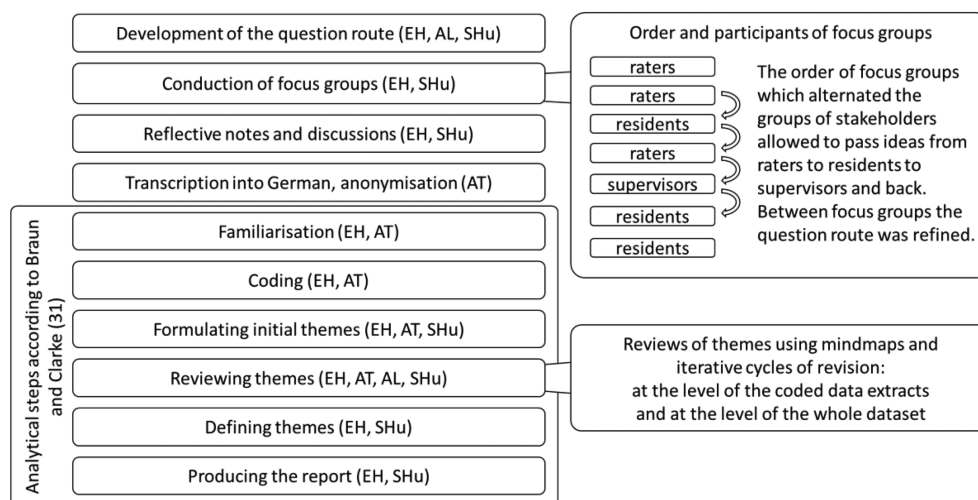 Development of the question route (EH, AL, SHu)
Conduction of focus groups (EH, SHu)
Reflective notes and discussions (EH, SHu)
Transcription into German, anonymisation (AT)
Analytical steps according to Braun
and Clarke (31)
Familiarisation (EH, AT)
Coding (EH, AT)
Formulating initial themes (EH, AT, SHu)
Reviewing themes (EH, AT, AL, SHu)
Defining themes (EH, SHu)
Producing the report (EH, SHu)
Order and participants of focus groups
raters
raters
residents
raters
supervisors
residents
residents
The order of focus groups
which alternated the
groups of stakeholders
allowed to pass ideas from
raters to residents to
supervisors and back.
Between focus groups the
question route was refined.
Reviews of themes using mindmaps and
iterative cycles of revision:
at the level of the coded data extracts
and at the level of the whole dataset